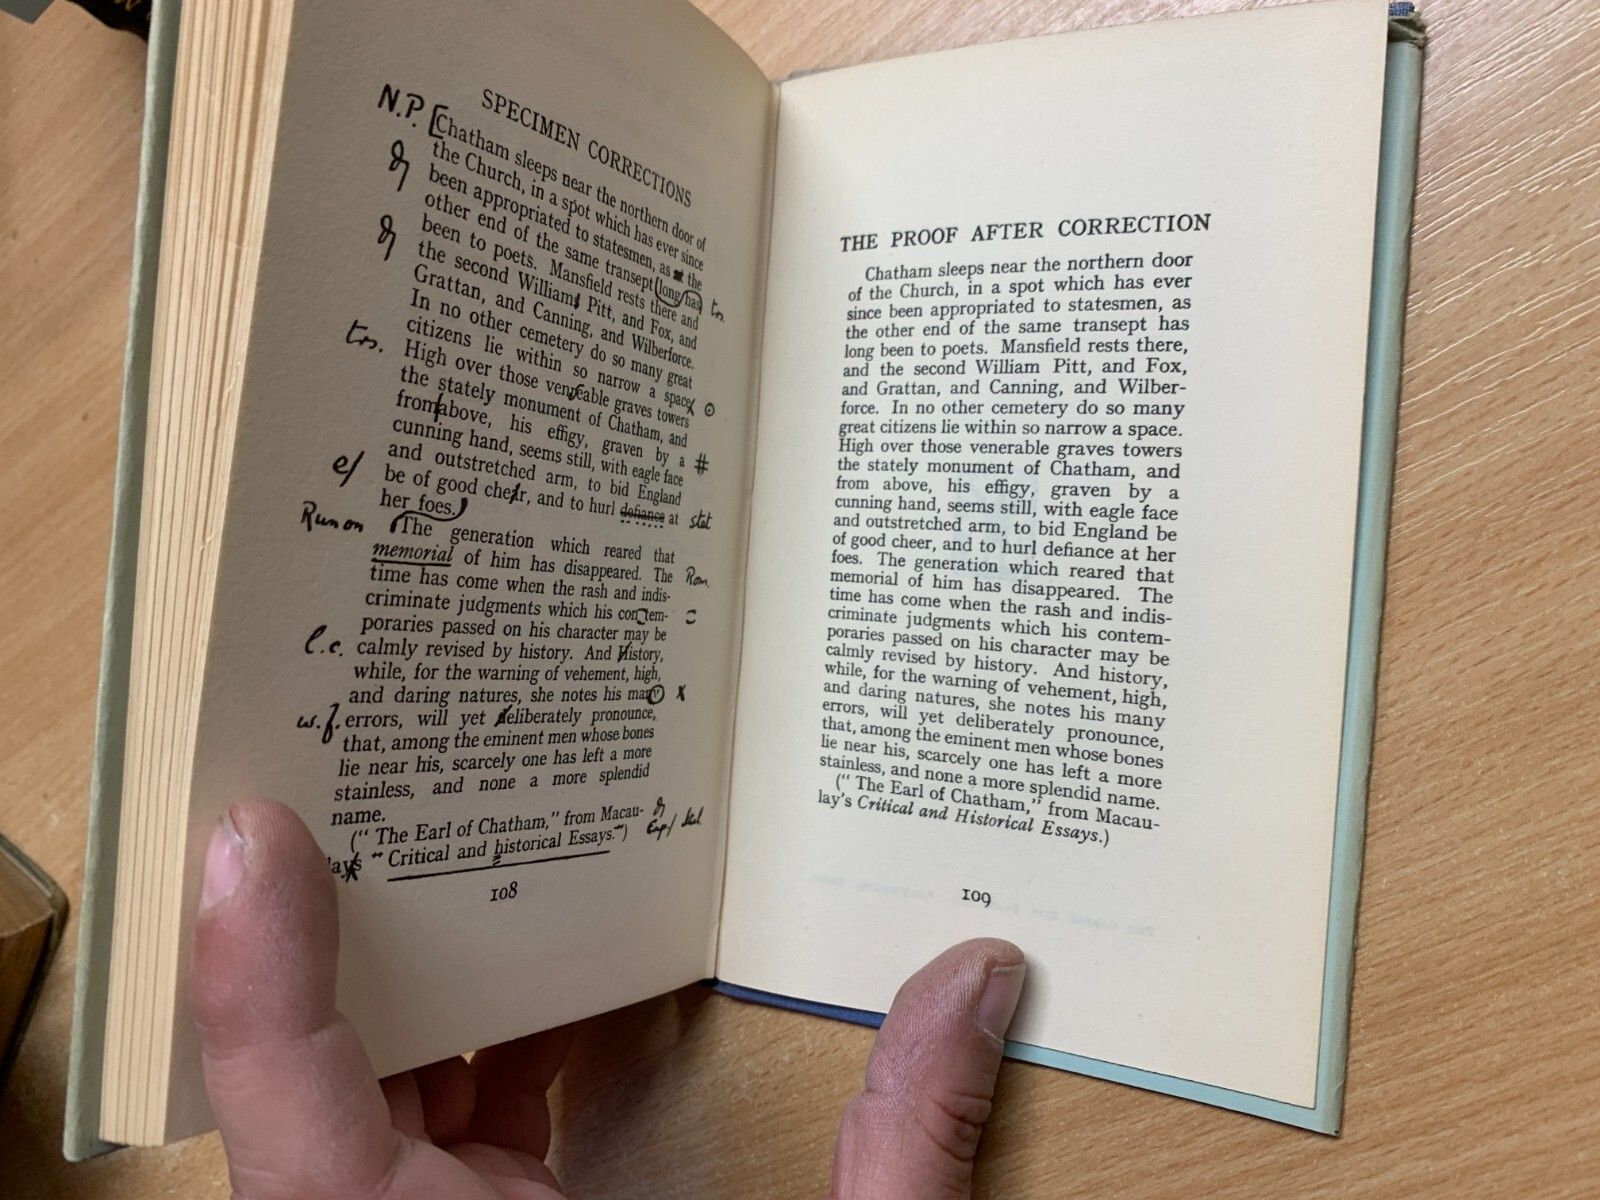 SPECIMEN CORRECTIONS
N.P. [Chatham sleeps near the northern door of
the Church, in a spot which has ever since
been appropriated to statesmen, as the
other end of the same transept long has tr.
been to poets. Mansfield rests there and
the second Williams Pitt, and Fox, and
Grattan, and Canning, and Wilberforce.
In no other cemetery do so many great
citizens lie within so narrow a space
trs. High over those venreable graves towers
the stately monument of Chatham, and
fromabove, his effigy, graven by a #
cunning hand, seems still, with eagle face
and outstretched arm, to bid England
e/ be of good cher, and to hurl defiance at stet
her foes.
Run on The generation which reared that
memorial of him has disappeared. The Rom.
time has come when the rash and indis-
criminate judgments which his con tem-
poraries passed on his character may be
l.c. calmly revised by history. And History,
while, for the warning of vehement, high,
and daring natures, she notes his many x
w.f. errors, will yet deliberately pronounce,
that, among the eminent men whose bones
lie near his, scarcely one has left a more
stainless, and none a more splendid
name.
(" The Earl of Chatham," from Macau-
lay's " Critical and historical Essays.") Cap/ ital
108
THE PROOF AFTER CORRECTION
Chatham sleeps near the northern door
of the Church, in a spot which has ever
since been appropriated to statesmen, as
the other end of the same transept has
long been to poets. Mansfield rests there,
and the second William Pitt, and Fox,
and Grattan, and Canning, and Wilber-
force. In no other cemetery do so many
great citizens lie within so narrow a space.
High over those venerable graves towers
the stately monument of Chatham, and
from above, his effigy, graven by a
cunning hand, seems still, with eagle face
and outstretched arm, to bid England be
of good cheer, and to hurl defiance at her
foes. The generation which reared that
memorial of him has disappeared. The
time has come when the rash and indis-
criminate judgments which his contem-
poraries passed on his character may be
calmly revised by history. And history,
while, for the warning of vehement, high,
and daring natures, she notes his many
errors, will yet deliberately pronounce,
that, among the eminent men whose bones
lie near his, scarcely one has left a more
stainless, and none a more splendid name.
(" The Earl of Chatham," from Macau-
lay's Critical and Historical Essays.)
109